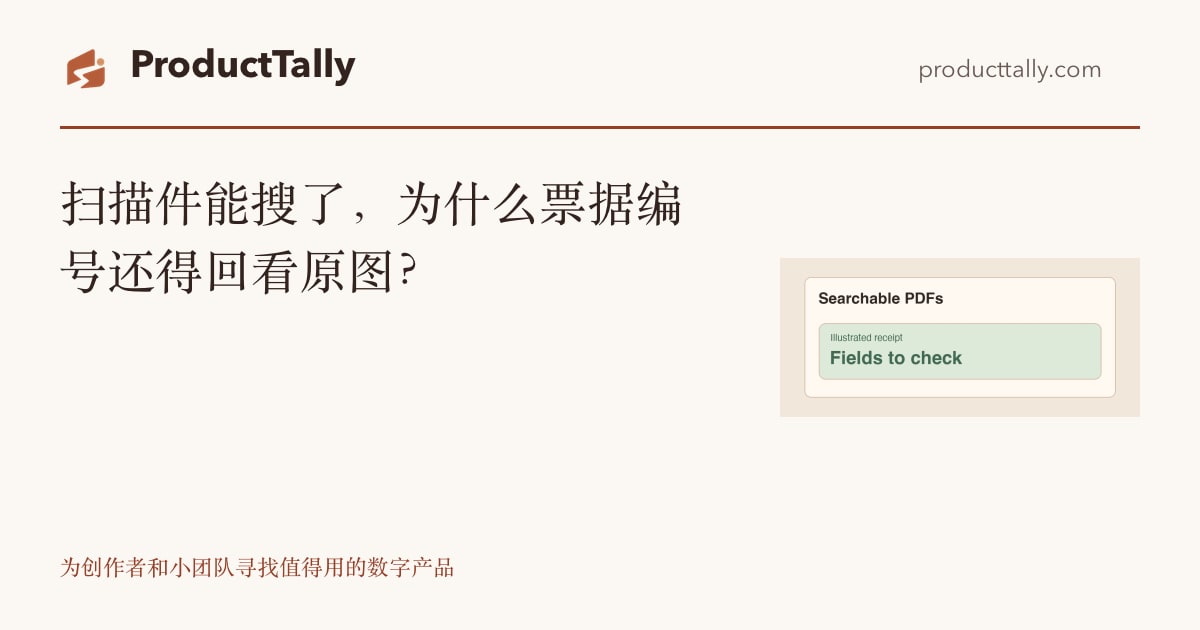 ProductTally
producttally.com
扫描件能搜了，为什么票据编
号还得回看原图？
Searchable PDFs
Illustrated receipt
Fields to check
为创作者和小团队寻找值得用的数字产品